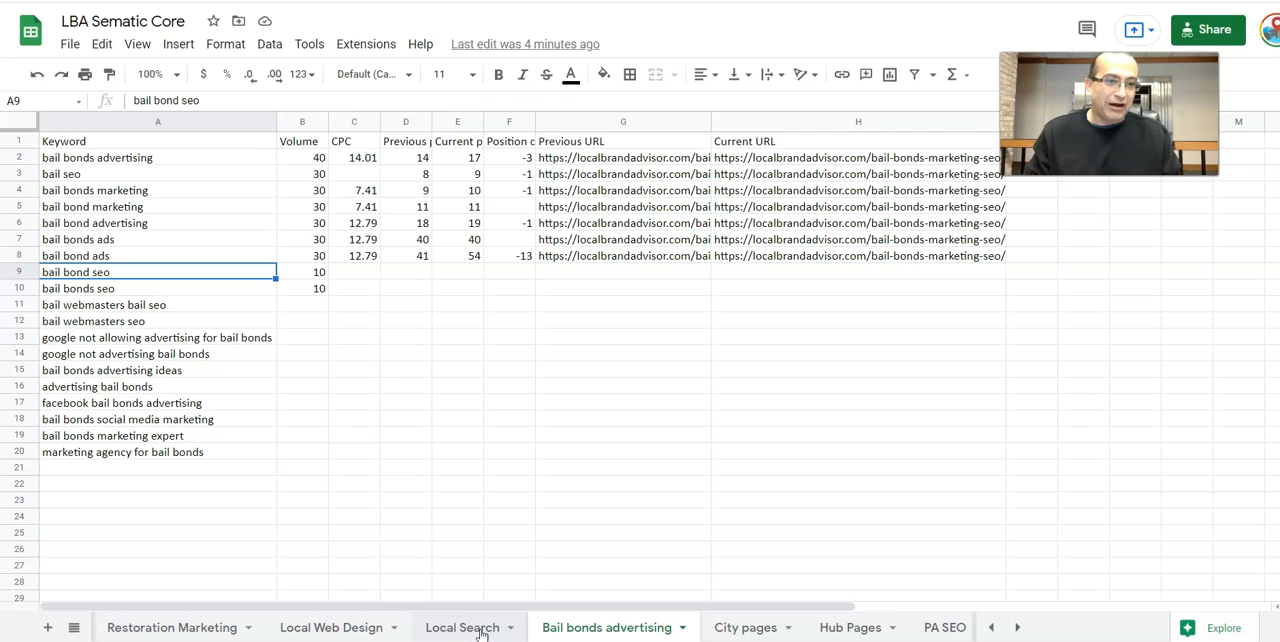 LBA Sematic Core
File Edit View Insert Format Data Tools Extensions Help Last edit was 4 minutes ago
Share
100% $ % .0 .00 123 Default (Ca... 11 B I S A
A9 fx bail bond seo
A B C D E F G H M
1 Keyword Volume CPC Previous Current p Position c Previous URL Current URL
2 bail bonds advertising 40 14.01 14 17 -3 https://localbrandadvisor.com/bai https://localbrandadvisor.com/bail-bonds-marketing-seo/
3 bail seo 30 8 9 -1 https://localbrandadvisor.com/bai https://localbrandadvisor.com/bail-bonds-marketing-seo/
4 bail bonds marketing 30 7.41 9 10 -1 https://localbrandadvisor.com/bai https://localbrandadvisor.com/bail-bonds-marketing-seo/
5 bail bond marketing 30 7.41 11 11 https://localbrandadvisor.com/bai https://localbrandadvisor.com/bail-bonds-marketing-seo/
6 bail bond advertising 30 12.79 18 19 -1 https://localbrandadvisor.com/bai https://localbrandadvisor.com/bail-bonds-marketing-seo/
7 bail bonds ads 30 12.79 40 40 https://localbrandadvisor.com/bai https://localbrandadvisor.com/bail-bonds-marketing-seo/
8 bail bond ads 30 12.79 41 54 -13 https://localbrandadvisor.com/bai https://localbrandadvisor.com/bail-bonds-marketing-seo/
9 bail bond seo 10
10 bail bonds seo 10
11 bail webmasters bail seo
12 bail webmasters seo
13 google not allowing advertising for bail bonds
14 google not advertising bail bonds
15 bail bonds advertising ideas
16 advertising bail bonds
17 facebook bail bonds advertising
18 bail bonds social media marketing
19 bail bonds marketing expert
20 marketing agency for bail bonds
21
22
23
24
25
26
27
28
29
Restoration Marketing Local Web Design Local Search Bail bonds advertising City pages Hub Pages PA SEO Explore